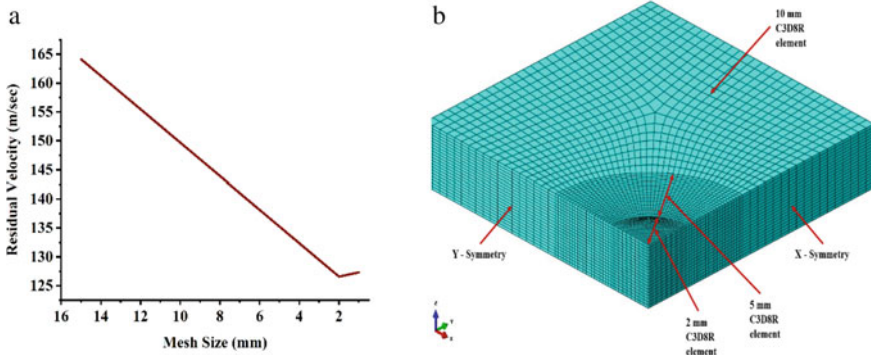 a
165
160
155
150
145
140
135
130
125
16 14 12 10 8 6 4 2
Residual Velocity (m/sec)
Mesh Size (mm)
b
10 mm
C3D8R
element
Y - Symmetry
X - Symmetry
5 mm
C3D8R
element
2 mm
C3D8R
element
Z
Y
X